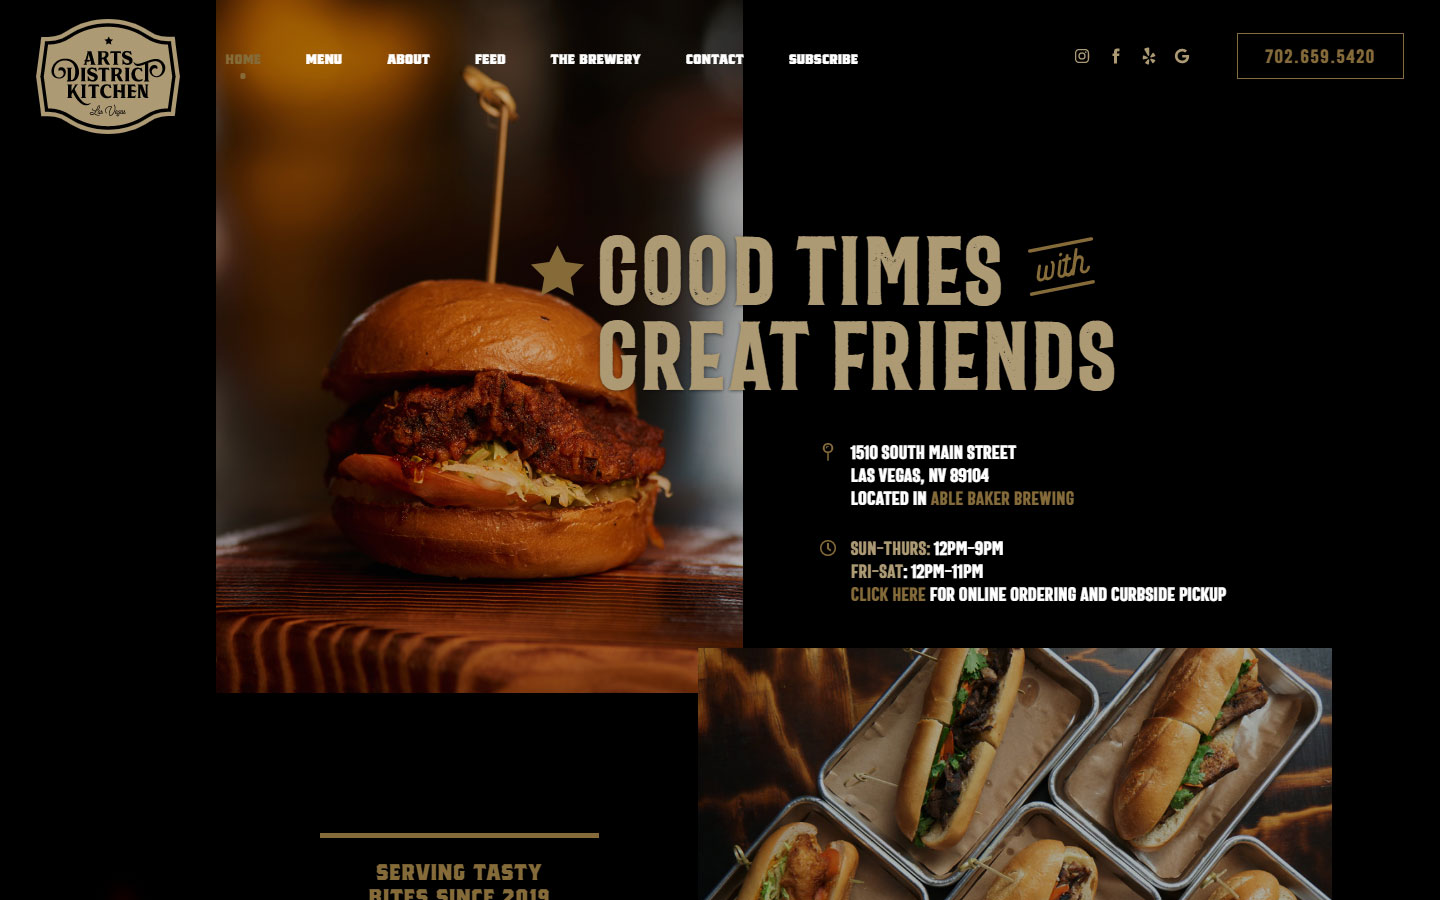 ARTS
DISTRICT
KITCHEN
Las Vegas
HOME
MENU
ABOUT
FEED
THE BREWERY
CONTACT
SUBSCRIBE
702.659.5420
GOOD TIMES with
GREAT FRIENDS
1510 SOUTH MAIN STREET
LAS VEGAS, NV 89104
LOCATED IN ABLE BAKER BREWING
SUN-THURS: 12PM-9PM
FRI-SAT: 12PM-11PM
CLICK HERE FOR ONLINE ORDERING AND CURBSIDE PICKUP
SERVING TASTY
BITES SINCE 2019